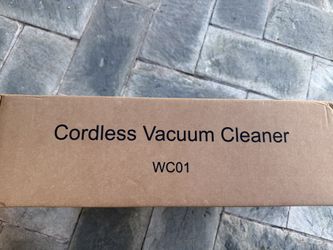 Cordless Vacuum Cleaner
WC01